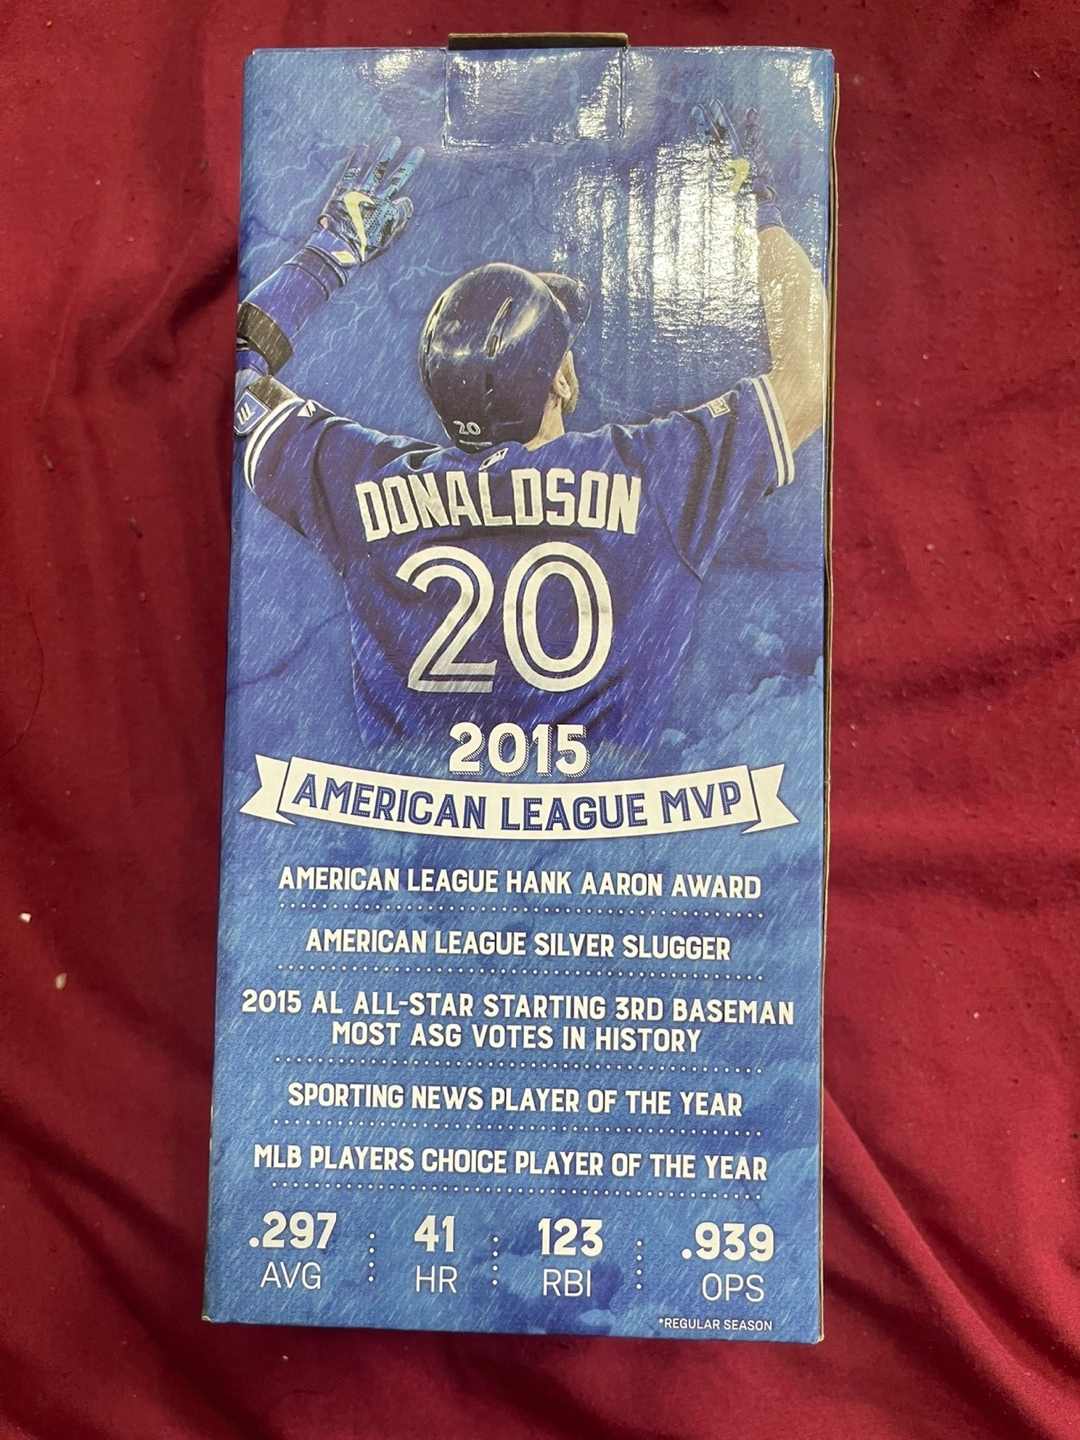 20
DONALDSON
20
2015
AMERICAN LEAGUE MVP
AMERICAN LEAGUE HANK AARON AWARD
AMERICAN LEAGUE SILVER SLUGGER
2015 AL ALL-STAR STARTING 3RD BASEMAN
MOST ASG VOTES IN HISTORY
SPORTING NEWS PLAYER OF THE YEAR
MLB PLAYERS CHOICE PLAYER OF THE YEAR
.297 41 123 .939
AVG HR RBI OPS
*REGULAR SEASON